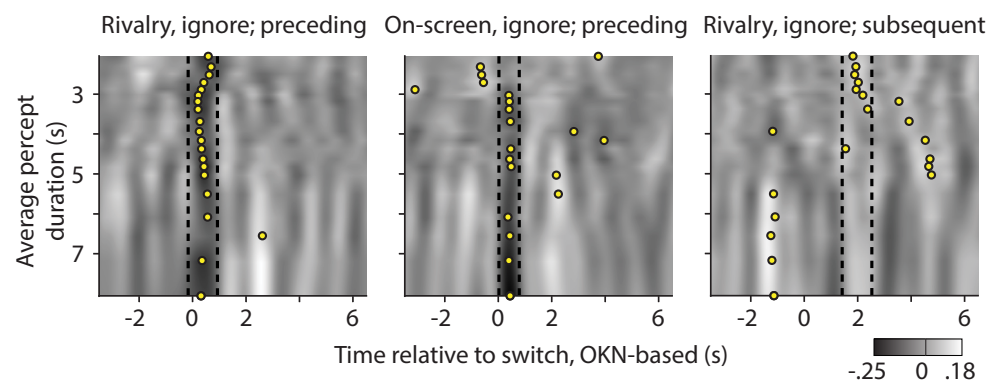 Rivalry, ignore; preceding
On-screen, ignore; preceding
Rivalry, ignore; subsequent
Average percept
duration (s)
3
5
7
-2 0 2 6
-2 0 2 6
-2 0 2 4 6
Time relative to switch, OKN-based (s)
-.25 0 .18